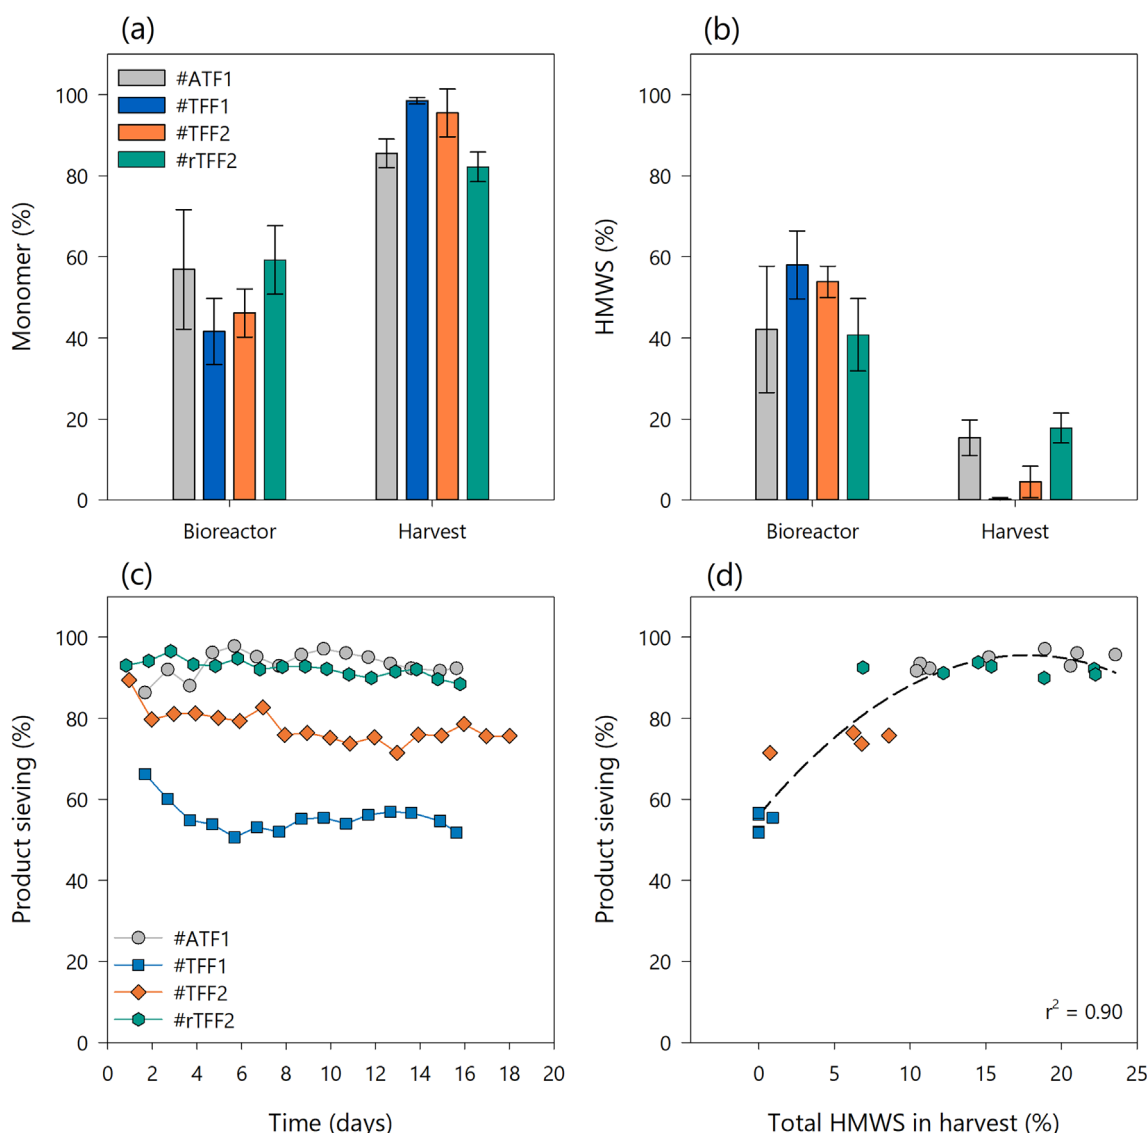 (a)
Monomer (%)
100
80
60
40
20
0
#ATF1
#TFF1
#TFF2
#rTFF2
Bioreactor
Harvest
(b)
HMWS (%)
100
80
60
40
20
0
Bioreactor
Harvest
(c)
Product sieving (%)
100
80
60
40
20
0
#ATF1
#TFF1
#TFF2
#rTFF2
0 2 4 6 8 10 12 14 16 18 20
Time (days)
(d)
Product sieving (%)
100
80
60
40
20
0
r² = 0.90
0 5 10 15 20 25
Total HMWS in harvest (%)